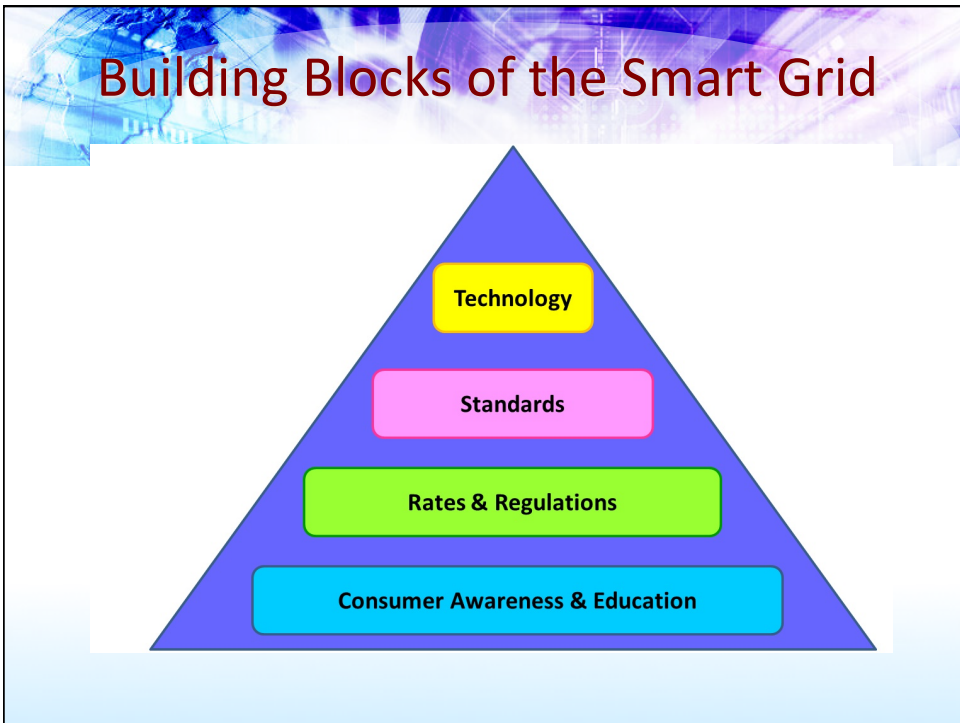 Building Blocks of the Smart Grid
Technology
Standards
Rates & Regulations
Consumer Awareness & Education